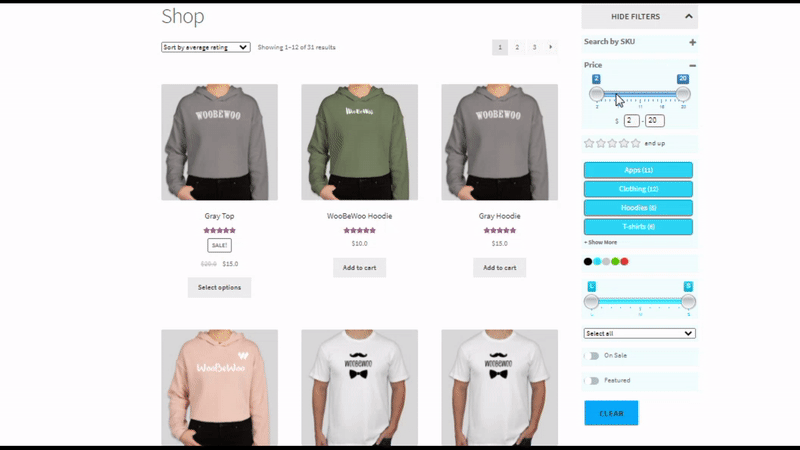 Shop
Sort by average rating
Showing 1–12 of 31 results
1 2 3
WOOBEWOO
WooBeWoo
WOOBEWOO
Gray Top
SALE!
$20.0 $15.0
Select options
WooBeWoo Hoodie
$10.0
Add to cart
Gray Hoodie
$15.0
Add to cart
W
WooBeWoo
WOOBEWOO
WOOBEWOO
HIDE FILTERS
Search by SKU
Price
2 20
2 11 20
$ 2 - 20
and up
Apps (11)
Clothing (12)
Hoodies (6)
T-shirts (6)
+ Show More
L S
L M S
Select all
On Sale
Featured
CLEAR